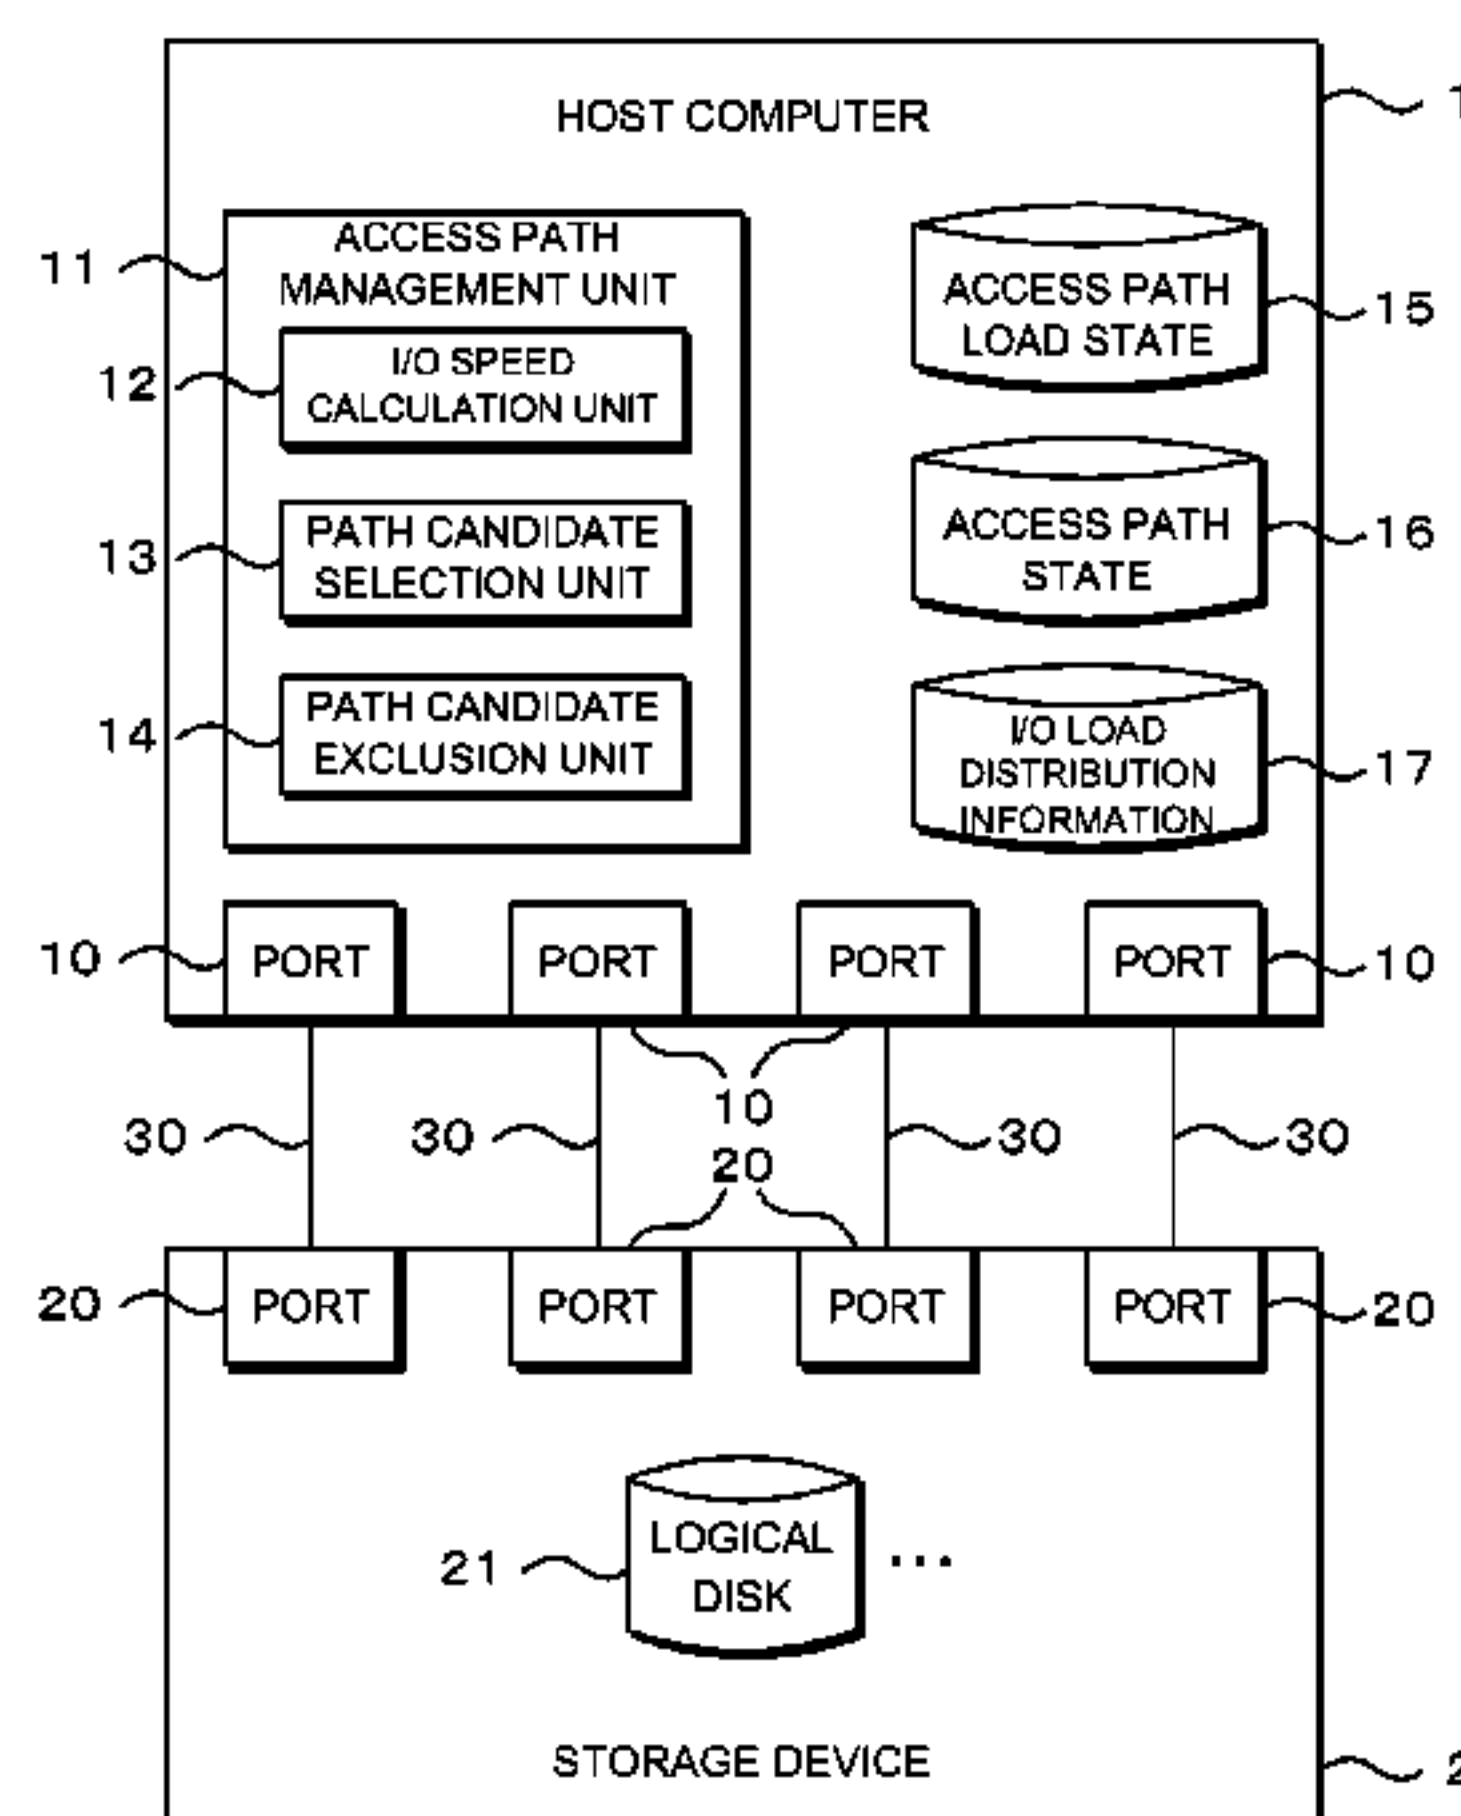 HOST COMPUTER
1
ACCESS PATH
MANAGEMENT UNIT
11
I/O SPEED
CALCULATION UNIT
12
PATH CANDIDATE
SELECTION UNIT
13
PATH CANDIDATE
EXCLUSION UNIT
14
ACCESS PATH
LOAD STATE
15
ACCESS PATH
STATE
16
I/O LOAD
DISTRIBUTION
INFORMATION
17
10 PORT PORT PORT PORT 10
10
30 30 30 30
20
20 PORT PORT PORT PORT 20
LOGICAL
DISK
21 ...
STORAGE DEVICE
2